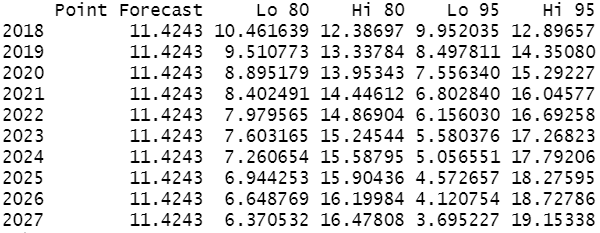 Point Forecast Lo 80 Hi 80 Lo 95 Hi 95
2018 11.4243 10.461639 12.38697 9.952035 12.89657
2019 11.4243 9.510773 13.33784 8.497811 14.35080
2020 11.4243 8.895179 13.95343 7.556340 15.29227
2021 11.4243 8.402491 14.44612 6.802840 16.04577
2022 11.4243 7.979565 14.86904 6.156030 16.69258
2023 11.4243 7.603165 15.24544 5.580376 17.26823
2024 11.4243 7.260654 15.58795 5.056551 17.79206
2025 11.4243 6.944253 15.90436 4.572657 18.27595
2026 11.4243 6.648769 16.19984 4.120754 18.72786
2027 11.4243 6.370532 16.47808 3.695227 19.15338